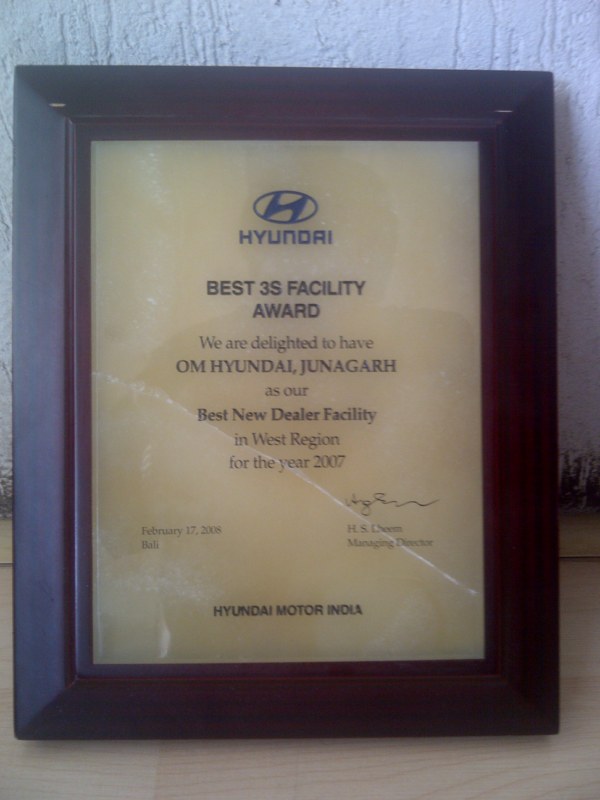 HYUNDAI
BEST 3S FACILITY
AWARD
We are delighted to have
OM HYUNDAI, JUNAGARH
as our
Best New Dealer Facility
in West Region
for the year 2007
February 17, 2008
Bali
H. S. Lheem
Managing Director
HYUNDAI MOTOR INDIA